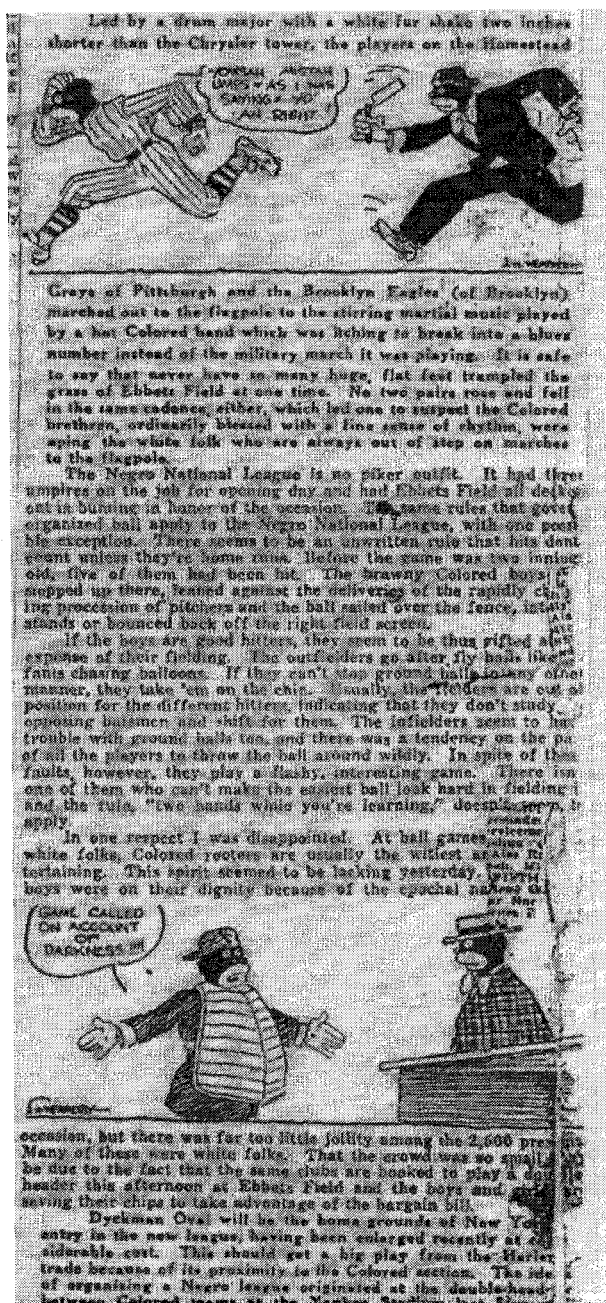 Led by a drum major with a white fur shako two inches
shorter than the Chrysler tower, the players on the Homestead
AS I WAS
SAYING
RIGHT
Grays of Pittsburgh and the Brooklyn Eagles (of Brooklyn)
marched out to the flagpole to the stirring martial music played
by a hot Colored band which was itching to break into a blues
number instead of the military march it was playing. It is safe
to say that never have so many huge, flat feet trampled the
grass of Ebbets Field at one time. No two pairs rose and fell
in the same cadence, either, which led one to suspect the Colored
brethren, ordinarily blessed with a fine sense of rhythm, were
aping the white folk who are always out of step on marches
to the flagpole.
The Negro National League is no piker outfit. It had three
umpires on the job for opening day and had Ebbets Field all
out in bunting in honor of the occasion. The same rules that
organized ball apply to the Negro National League, with one
ble exception. There seems to be an unwritten rule that hits dont
count unless they're home runs. Before the game was two
old, five of them had been hit. The brawny Colored boys
stepped up there, leaned against the deliveries of the rapidly
ing procession of pitchers and the ball sailed over the fence,
stands or bounced back off the right field screen.
If the boys are good hitters, they seem to be thus gifted
expense of their fielding. The outfielders go after fly balls like
fants chasing balloons. If they can't stop ground balls in any other
manner, they take 'em on the chin. Usually, the fielders are out
position for the different hitters, indicating that they don't study
opposing batsmen and shift for them. The infielders seem to
trouble with ground balls too, and there was a tendency on the
of all the players to throw the ball around wildly. In spite of
faults, however, they play a flashy, interesting game. There
one of them who can't make the easiest ball look hard in fielding
and the rule, "two hands while you're learning," doesn't seem
apply.
In one respect I was disappointed. At ball games
white folks, Colored rooters are usually the wittiest
tertaining. This spirit seemed to be lacking yesterday.
boys were on their dignity because of the epochal
GAME CALLED
ON ACCOUNT
OF
DARKNESS!!!
occasion, but there was far too little jollity among the 2,600
Many of these were white folks. That the crowd was so small
be due to the fact that the same clubs are booked to play a
header this afternoon at Ebbets Field and the boys and
saving their chips to take advantage of the bargain bill.
Dyckman Oval will be the home grounds of New
entry in the new league, having been enlarged recently at
siderable cost. This should get a big play from the
trade because of its proximity to the Colored section. The
of organizing a Negro league originated at the
between Colored